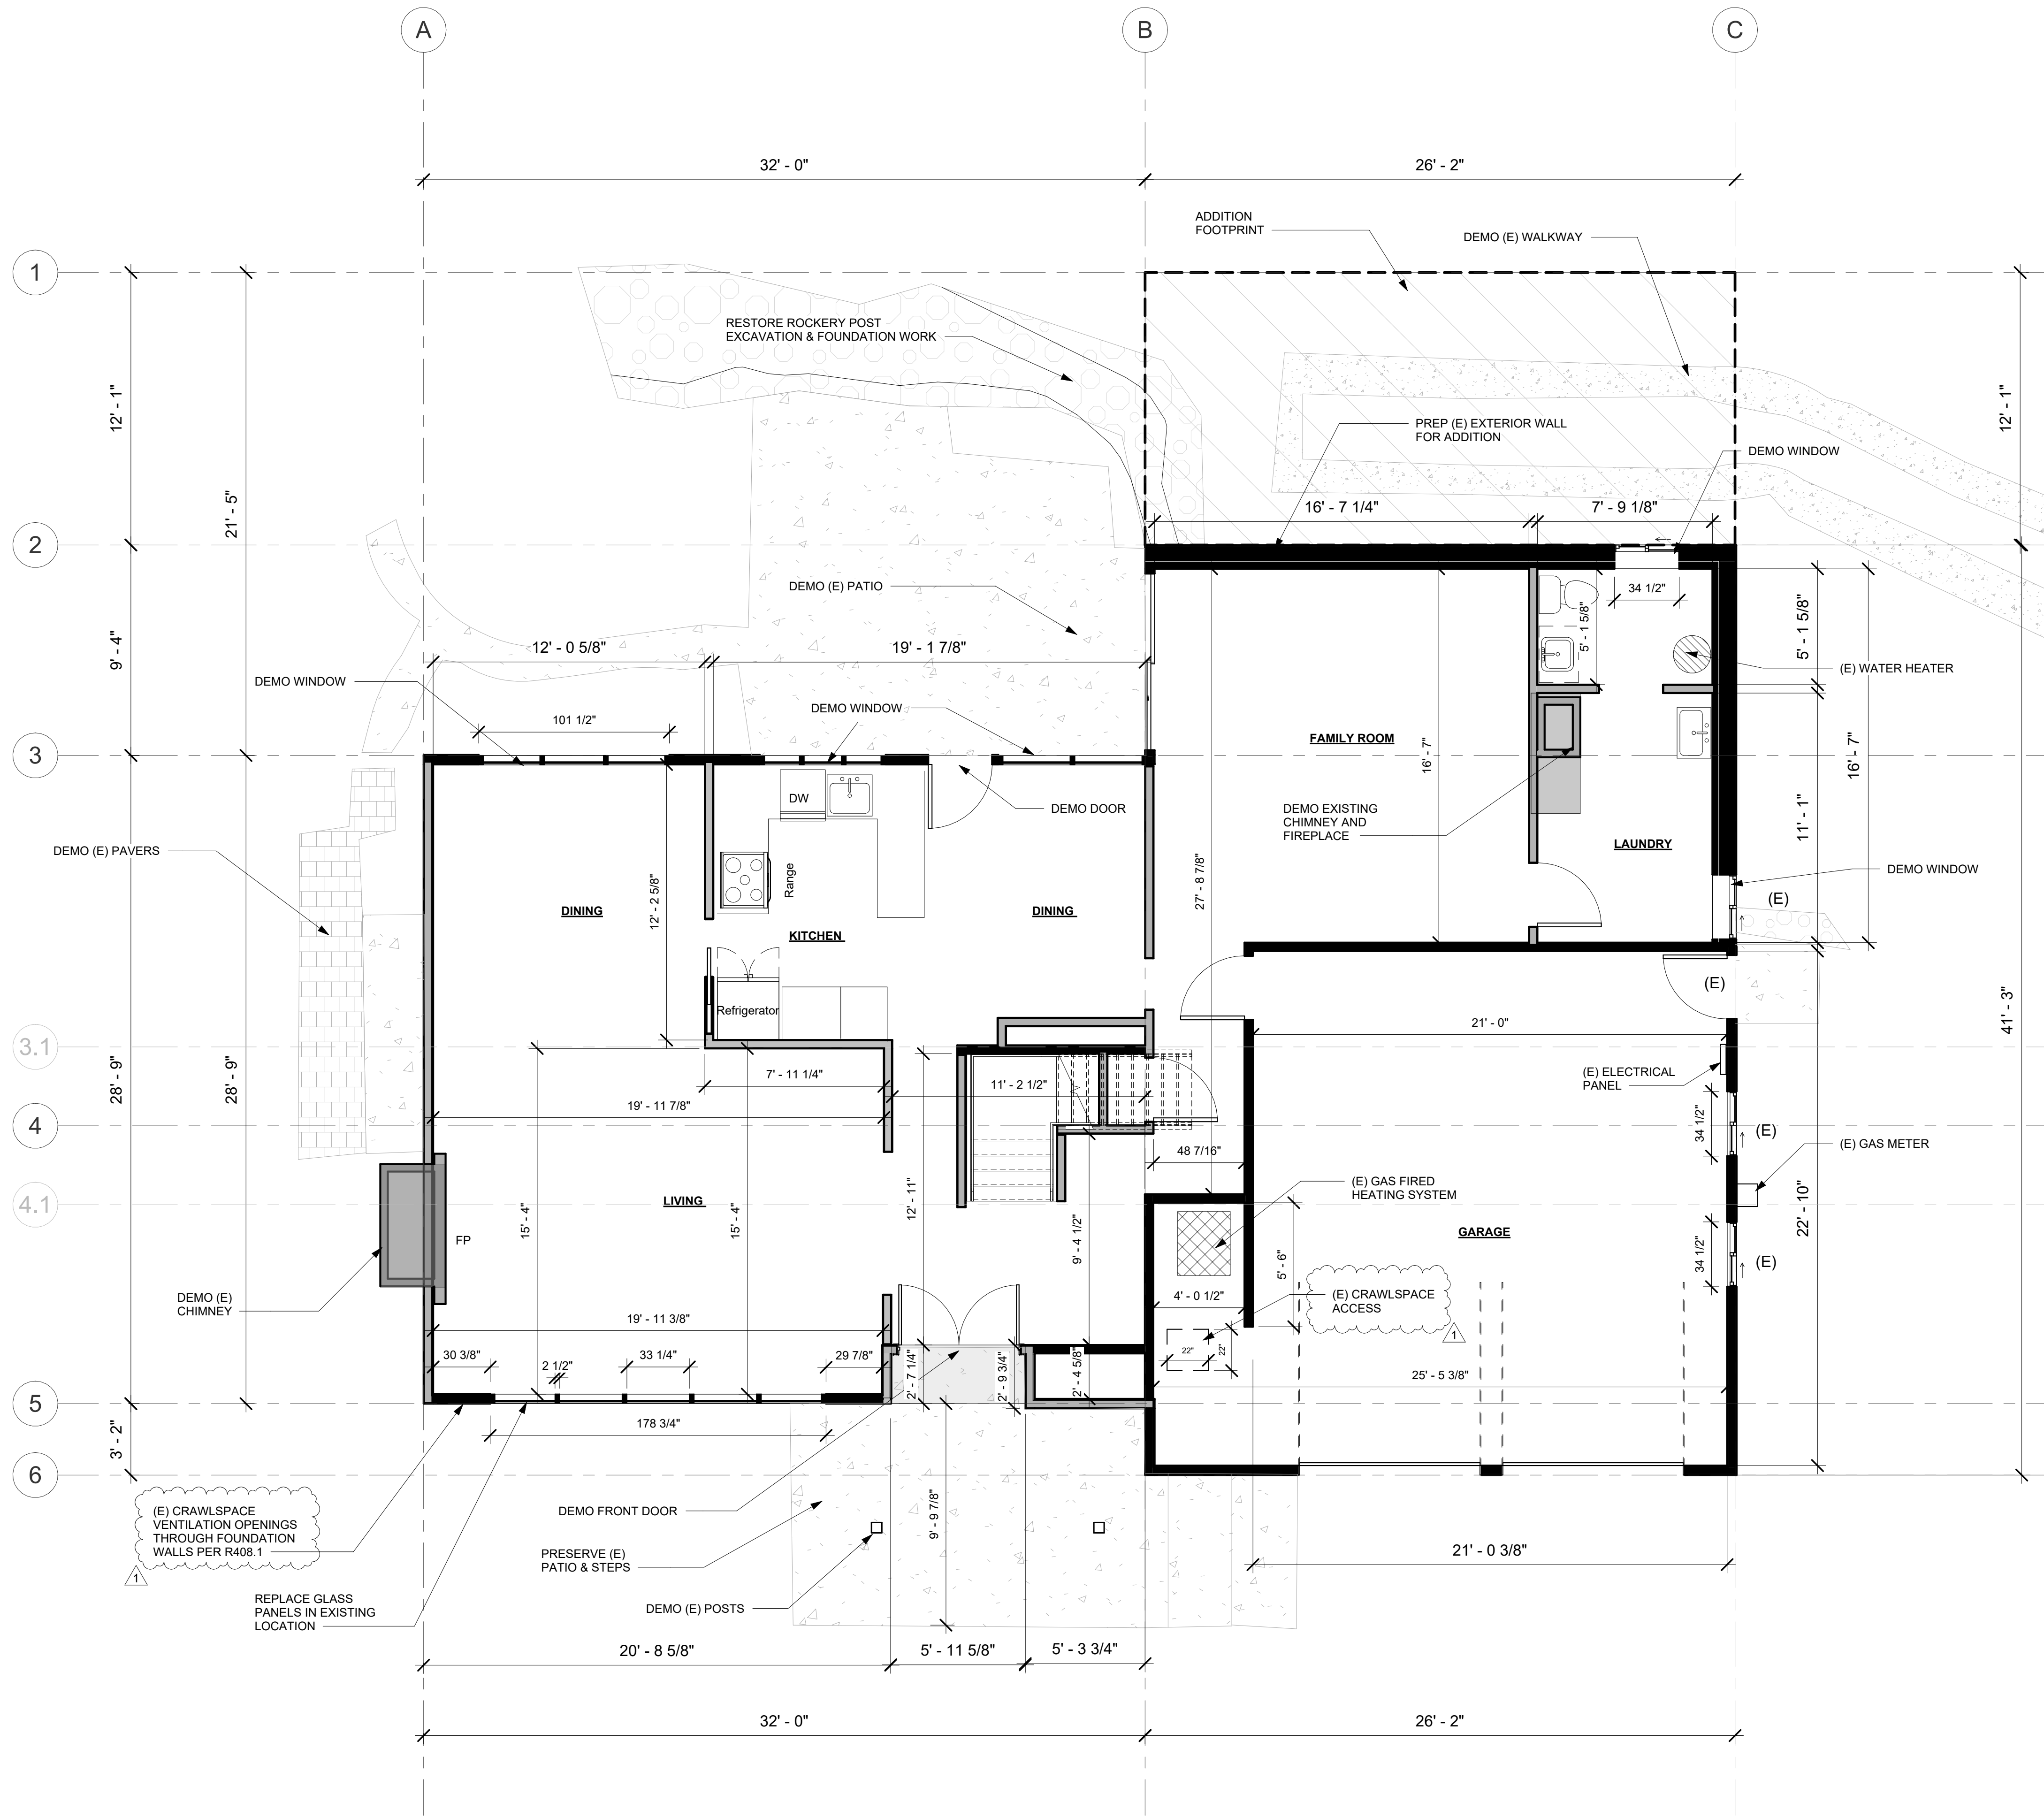 A
B
C
32' - 0"
26' - 2"
ADDITION
FOOTPRINT
DEMO (E) WALKWAY
1
RESTORE ROCKERY POST
EXCAVATION & FOUNDATION WORK
12' - 1"
12' - 1"
21' - 5"
PREP (E) EXTERIOR WALL
FOR ADDITION
DEMO WINDOW
16' - 7 1/4"
7' - 9 1/8"
2
DEMO (E) PATIO
34 1/2"
5' - 1 5/8"
5' - 1 5/8"
9' - 4"
12' - 0 5/8"
19' - 1 7/8"
(E) WATER HEATER
DEMO WINDOW
DEMO WINDOW
101 1/2"
FAMILY ROOM
16' - 7"
16' - 7"
3
DW
DEMO DOOR
DEMO EXISTING
CHIMNEY AND
FIREPLACE
11' - 1"
LAUNDRY
DEMO (E) PAVERS
Range
DEMO WINDOW
27' - 8 7/8"
12' - 2 5/8"
DINING
DINING
(E)
KITCHEN
(E)
Refrigerator
21' - 0"
41' - 3"
3.1
28' - 9"
28' - 9"
7' - 11 1/4"
11' - 2 1/2"
(E) ELECTRICAL
PANEL
19' - 11 7/8"
4
34 1/2"
(E)
48 7/16"
(E) GAS METER
4.1
LIVING
15' - 4"
15' - 4"
12' - 11"
9' - 4 1/2"
(E) GAS FIRED
HEATING SYSTEM
22' - 10"
FP
GARAGE
5' - 6"
34 1/2"
(E)
DEMO (E)
CHIMNEY
4' - 0 1/2"
(E) CRAWLSPACE
ACCESS
1
19' - 11 3/8"
30 3/8"
2 1/2"
33 1/4"
29 7/8"
2' - 7 1/4"
2' - 9 3/4"
2' - 4 5/8"
22"
22"
25' - 5 3/8"
5
178 3/4"
3' - 2"
6
(E) CRAWLSPACE
VENTILATION OPENINGS
THROUGH FOUNDATION
WALLS PER R408.1
1
DEMO FRONT DOOR
9' - 9 7/8"
PRESERVE (E)
PATIO & STEPS
21' - 0 3/8"
REPLACE GLASS
PANELS IN EXISTING
LOCATION
DEMO (E) POSTS
20' - 8 5/8"
5' - 11 5/8"
5' - 3 3/4"
32' - 0"
26' - 2"